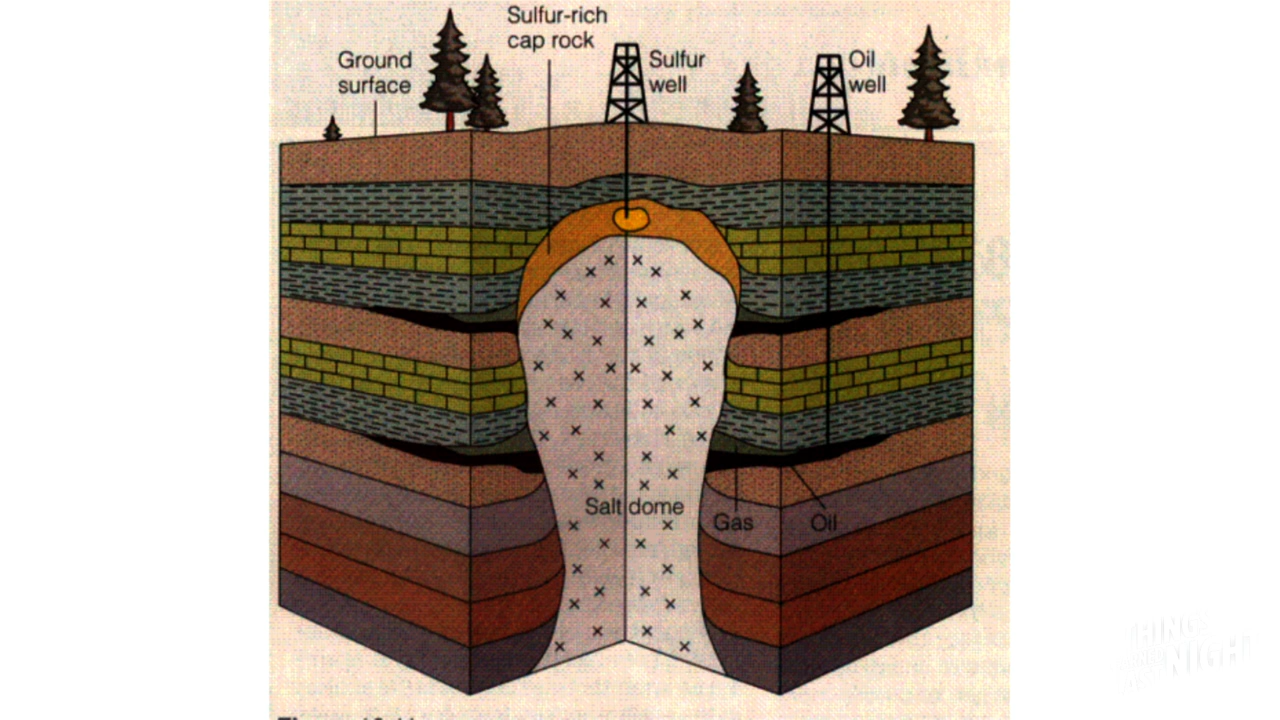 Sulfur-rich
cap rock
Ground
surface
Sulfur
well
Oil
well
Salt dome
Gas
Oil